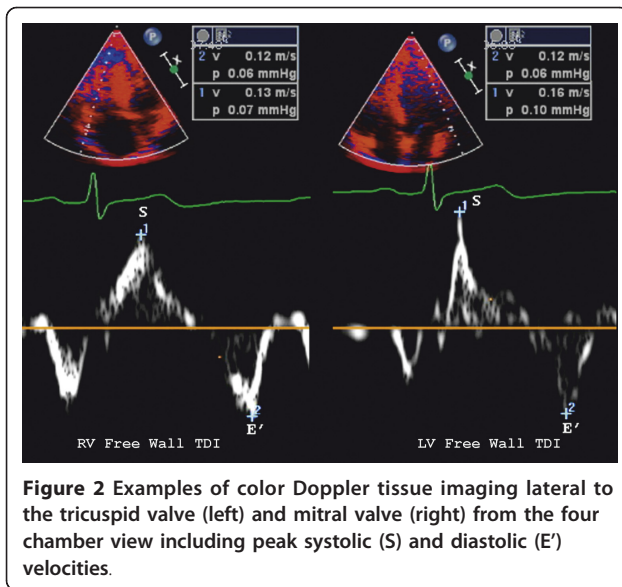 P
2 v 0.12 m/s
p 0.06 mmHg
1 v 0.13 m/s
p 0.07 mmHg
S
1
2
E'
RV Free Wall TDI
P
2 v 0.12 m/s
p 0.06 mmHg
1 v 0.16 m/s
p 0.10 mmHg
S
1
2
E'
LV Free Wall TDI
Figure 2 Examples of color Doppler tissue imaging lateral to
the tricuspid valve (left) and mitral valve (right) from the four
chamber view including peak systolic (S) and diastolic (E')
velocities.